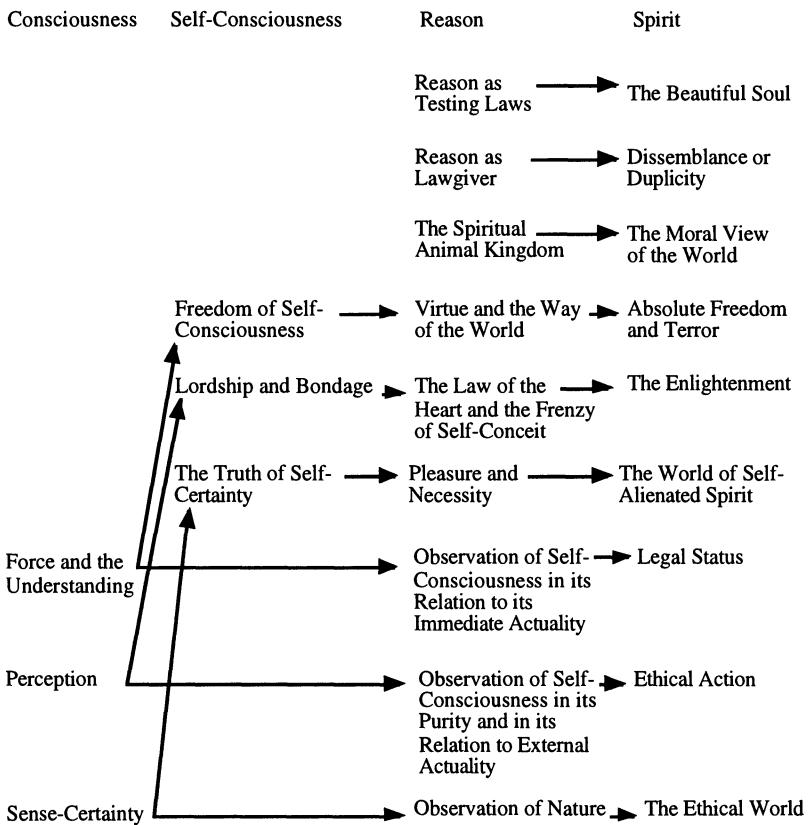 Consciousness Self-Consciousness Reason Spirit
Reason as
Testing Laws
The Beautiful Soul
Reason as
Lawgiver
Dissemblance or
Duplicity
The Spiritual
Animal Kingdom
The Moral View
of the World
Freedom of Self-
Consciousness
Virtue and the Way
of the World
Absolute Freedom
and Terror
Lordship and Bondage
The Law of the
Heart and the Frenzy
of Self-Conceit
The Enlightenment
The Truth of Self-
Certainty
Pleasure and
Necessity
The World of Self-
Alienated Spirit
Force and the
Understanding
Observation of Self-
Consciousness in its
Relation to its
Immediate Actuality
Legal Status
Perception
Observation of Self-
Consciousness in its
Purity and in its
Relation to External
Actuality
Ethical Action
Sense-Certainty
Observation of Nature
The Ethical World